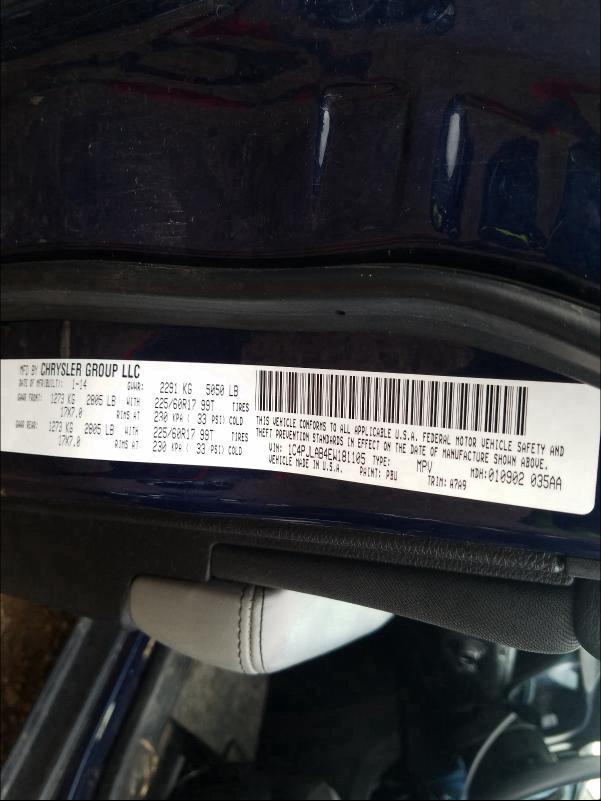 MFD BY CHRYSLER GROUP LLC
DATE OF MFR(BUILT): 1-14 GVWR: 2291 KG 5050 LB
GAWR FRONT: 1273 KG 2805 LB WITH 225/60R17 99T TIRES
17X7.0 RIMS AT 230 KPA ( 33 PSI) COLD
GAWR REAR: 1273 KG 2805 LB WITH 225/60R17 99T TIRES
17X7.0 RIMS AT 230 KPA ( 33 PSI) COLD
THIS VEHICLE CONFORMS TO ALL APPLICABLE U.S.A. FEDERAL MOTOR VEHICLE SAFETY AND
THEFT PREVENTION STANDARDS IN EFFECT ON THE DATE OF MANUFACTURE SHOWN ABOVE.
VIN: 1C4PJLAB4EW181105 TYPE: MPV MDH:010902 035AA
VEHICLE MADE IN U.S.A. PAINT: PBU TRIM: A7A9